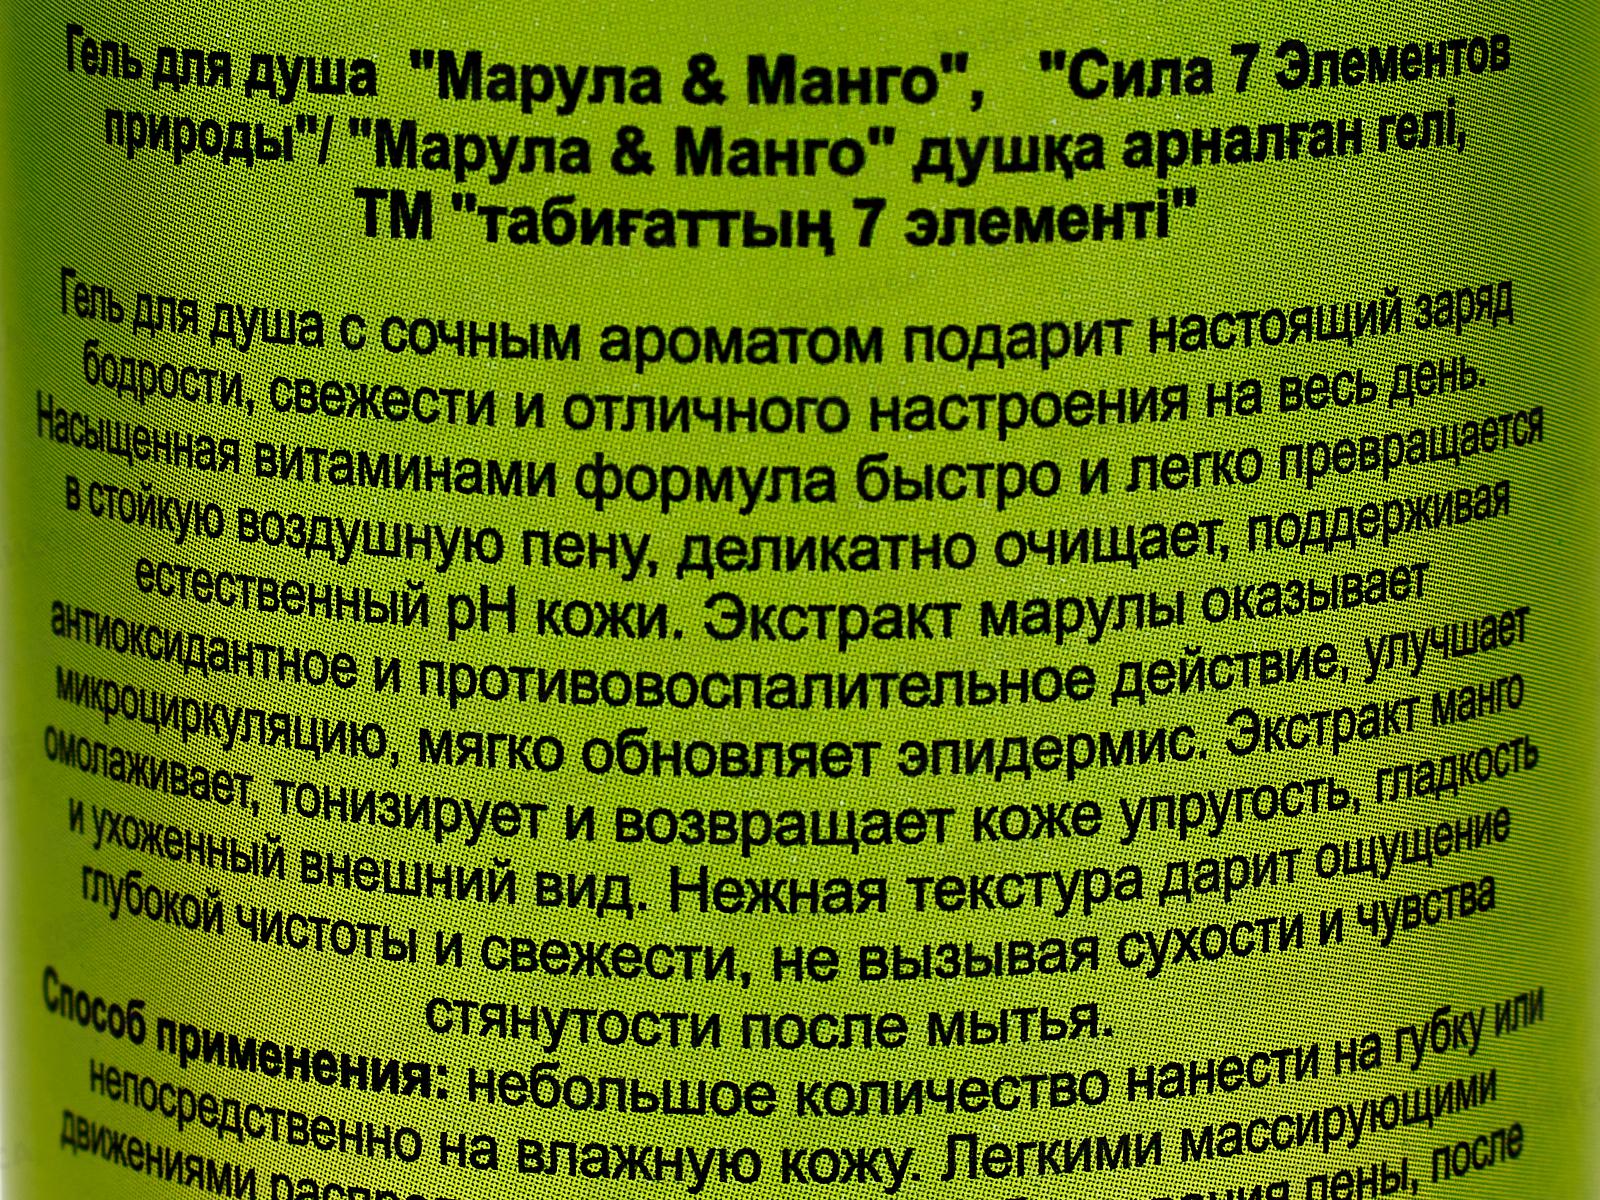 Гель для душа "Марула & Манго", "Сила 7 Элементов
природы"/ "Марула & Манго" душқа арналған гелі,
ТМ "табиғаттың 7 элементі"
Гель для душа с сочным ароматом подарит настоящий заряд
бодрости, свежести и отличного настроения на весь день.
Насыщенная витаминами формула быстро и легко превращается
в стойкую воздушную пену, деликатно очищает, поддерживая
естественный pH кожи. Экстракт марулы оказывает
антиоксидантное и противовоспалительное действие, улучшает
микроциркуляцию, мягко обновляет эпидермис. Экстракт манго
омолаживает, тонизирует и возвращает коже упругость, гладкость
и ухоженный внешний вид. Нежная текстура дарит ощущение
глубокой чистоты и свежести, не вызывая сухости и чувства
стянутости после мытья.
Способ применения: небольшое количество нанести на губку или
непосредственно на влажную кожу. Легкими массирующими
движениями пены, после